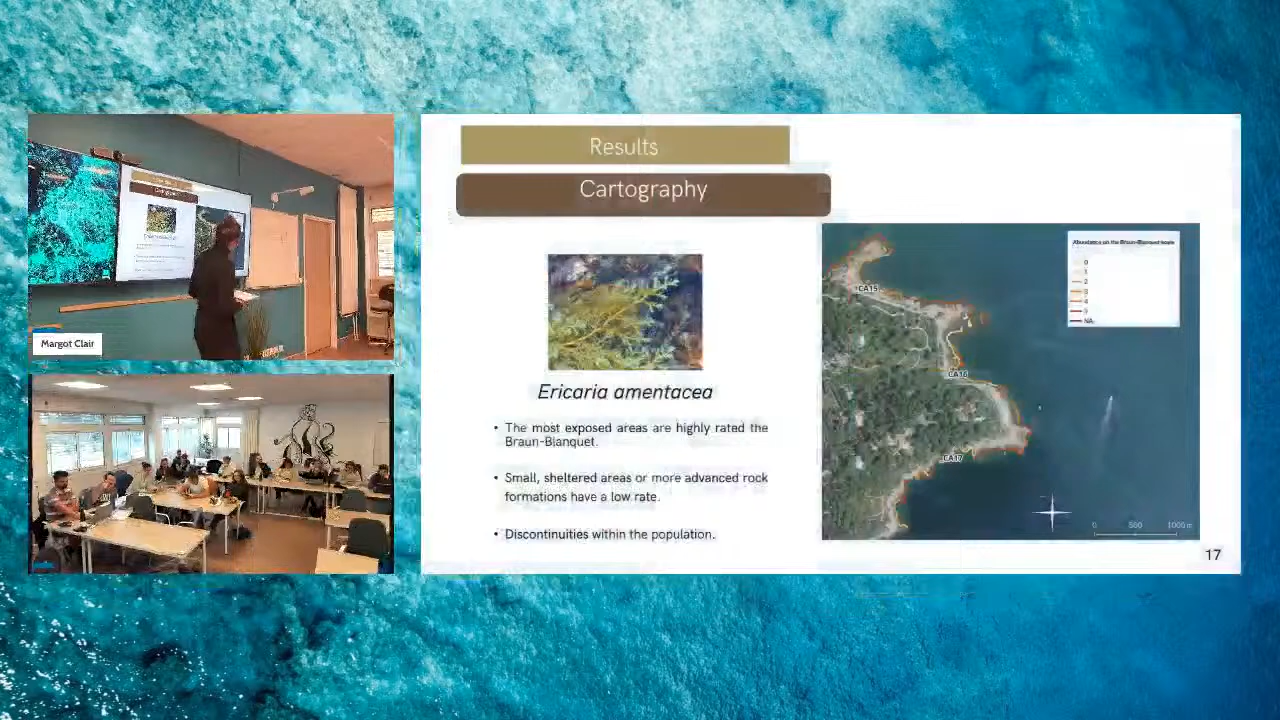 Results
Cartography
Ericaria amentacea
• The most exposed areas are highly rated the
Braun-Blanquet.
• Small, sheltered areas or more advanced rock
formations have a low rate.
• Discontinuities within the population.
Abundance on the Braun-Blanquet scale
0
1
2
3
4
5
NA
CA15
CA16
CA17
0 500 1000 m
17
Margot Clair